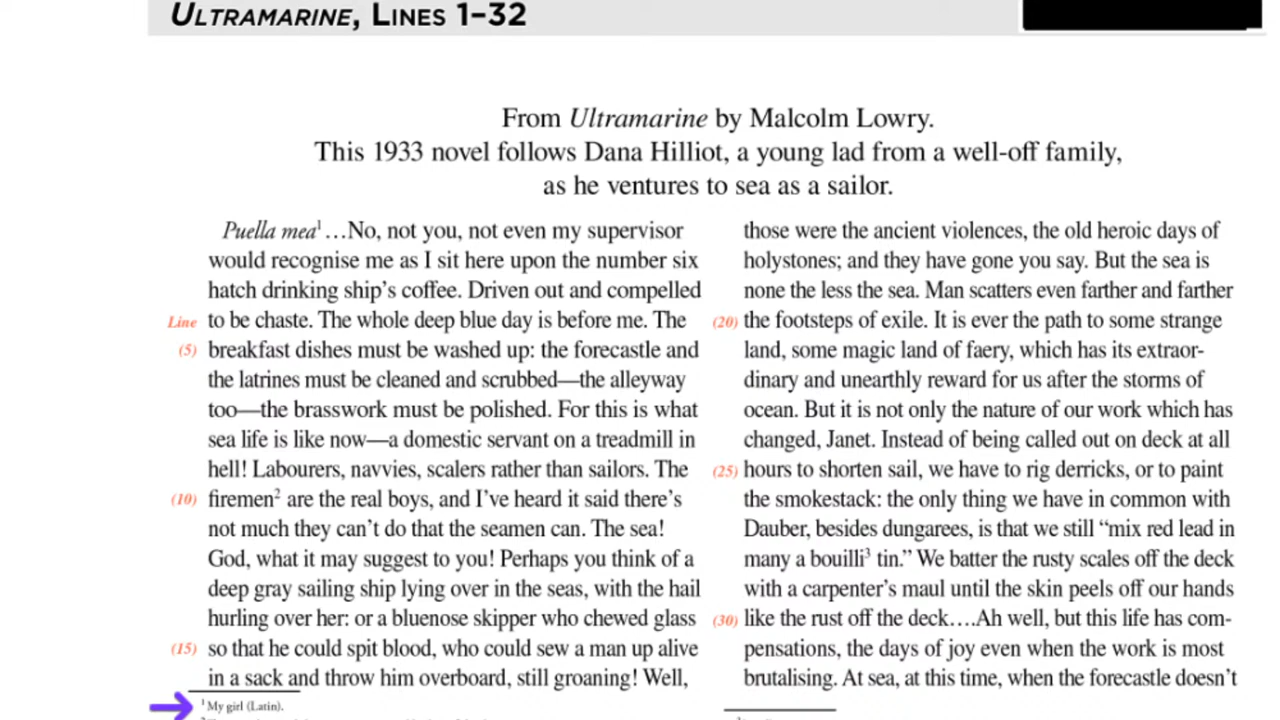 ULTRAMARINE, LINES 1–32
From Ultramarine by Malcolm Lowry.
This 1933 novel follows Dana Hilliot, a young lad from a well-off family,
as he ventures to sea as a sailor.
Puella mea¹…No, not you, not even my supervisor
would recognise me as I sit here upon the number six
hatch drinking ship’s coffee. Driven out and compelled
Line to be chaste. The whole deep blue day is before me. The
(5) breakfast dishes must be washed up: the forecastle and
the latrines must be cleaned and scrubbed—the alleyway
too—the brasswork must be polished. For this is what
sea life is like now—a domestic servant on a treadmill in
hell! Labourers, navvies, scalers rather than sailors. The
(10) firemen² are the real boys, and I’ve heard it said there’s
not much they can’t do that the seamen can. The sea!
God, what it may suggest to you! Perhaps you think of a
deep gray sailing ship lying over in the seas, with the hail
hurling over her: or a bluenose skipper who chewed glass
(15) so that he could spit blood, who could sew a man up alive
in a sack and throw him overboard, still groaning! Well,
¹My girl (Latin).
those were the ancient violences, the old heroic days of
holystones; and they have gone you say. But the sea is
none the less the sea. Man scatters even farther and farther
(20) the footsteps of exile. It is ever the path to some strange
land, some magic land of faery, which has its extraor-
dinary and unearthly reward for us after the storms of
ocean. But it is not only the nature of our work which has
changed, Janet. Instead of being called out on deck at all
(25) hours to shorten sail, we have to rig derricks, or to paint
the smokestack: the only thing we have in common with
Dauber, besides dungarees, is that we still “mix red lead in
many a bouilli³ tin.” We batter the rusty scales off the deck
with a carpenter’s maul until the skin peels off our hands
(30) like the rust off the deck….Ah well, but this life has com-
pensations, the days of joy even when the work is most
brutalising. At sea, at this time, when the forecastle doesn’t